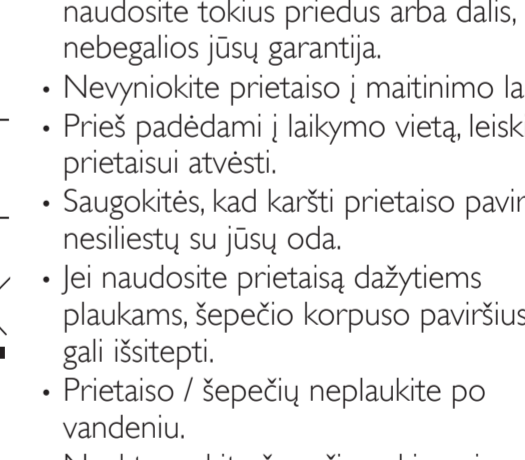 naudosite tokius priedus arba dalis,
nebegalios jūsų garantija.
• Nevyniokite prietaiso į maitinimo la
• Prieš padėdami į laikymo vietą, leisk
prietaisui atvėsti.
• Saugokitės, kad karšti prietaiso pavir
nesiliestų su jūsų oda.
• Jei naudosite prietaisą dažytiems
plaukams, šepečio korpuso paviršius
gali išsitepti.
• Prietaiso / šepečių neplaukite po
vandeniu.